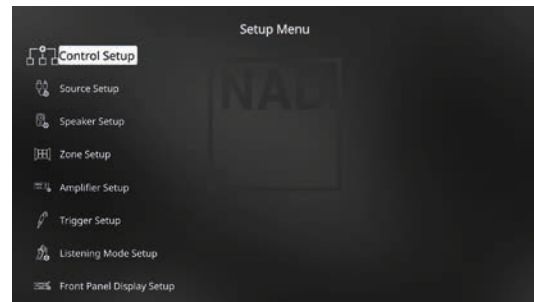 Setup Menu
Control Setup
NAD
Source Setup
Speaker Setup
Zone Setup
Amplifier Setup
Trigger Setup
Listening Mode Setup
Front Panel Display Setup